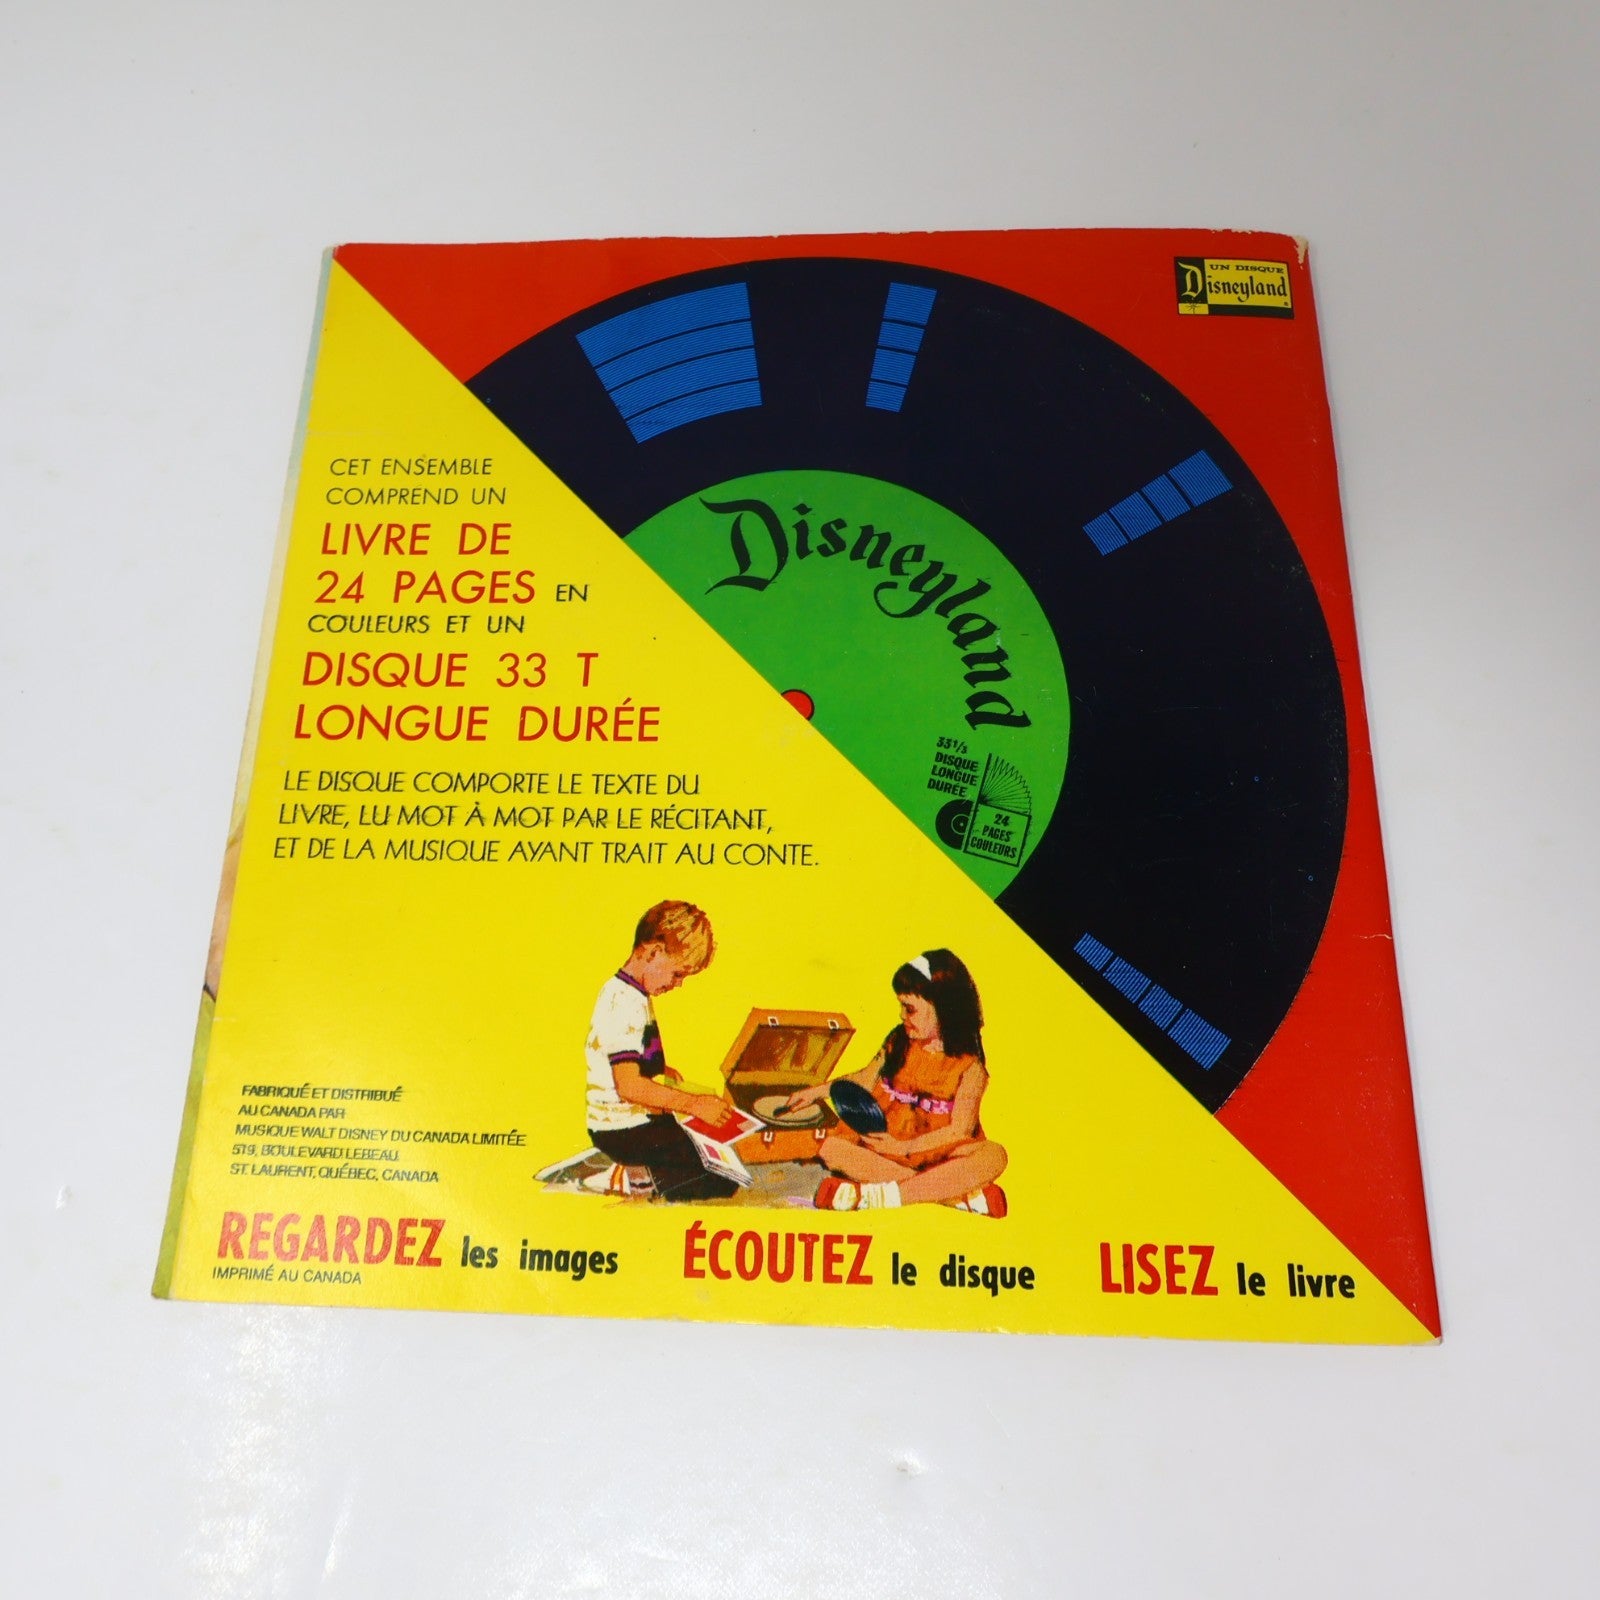 UN DISQUE
Disneyland
Disneyland
33 1/3
DISQUE
LONGUE
DURÉE
24
PAGES
COULEURS
CET ENSEMBLE
COMPREND UN
LIVRE DE
24 PAGES EN
COULEURS ET UN
DISQUE 33 T
LONGUE DURÉE
LE DISQUE COMPORTE LE TEXTE DU
LIVRE, LU MOT À MOT PAR LE RÉCITANT,
ET DE LA MUSIQUE AYANT TRAIT AU CONTE.
FABRIQUÉ ET DISTRIBUÉ
AU CANADA PAR
MUSIQUE WALT DISNEY DU CANADA LIMITÉE
519, BOULEVARD LEBEAU
ST. LAURENT, QUÉBEC, CANADA
REGARDEZ les images ÉCOUTEZ le disque LISEZ le livre
IMPRIMÉ AU CANADA